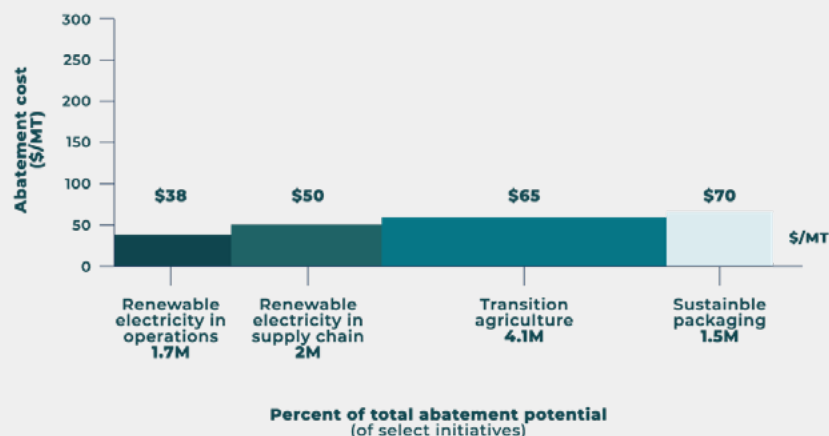 Abatement cost
($/MT)
300
250
200
150
100
50
0
$38
$50
$65
$70
$/MT
Renewable
electricity in
operations
1.7M
Renewable
electricity in
supply chain
2M
Transition
agriculture
4.1M
Sustainble
packaging
1.5M
Percent of total abatement potential
(of select initiatives)